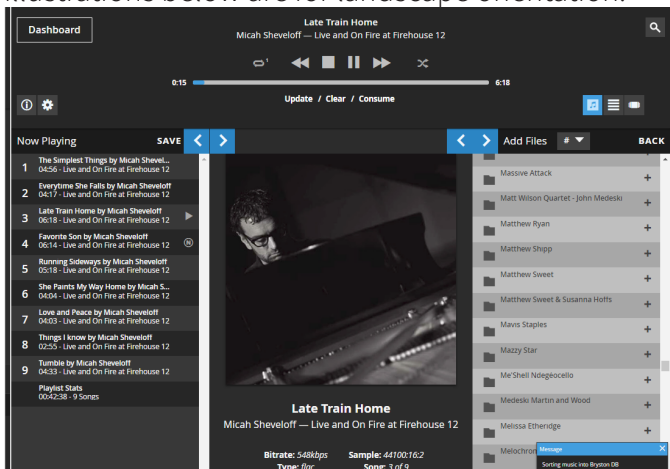 illustrations below are for landscape orientation.
Dashboard
Late Train Home
Micah Sheveloff — Live and On Fire at Firehouse 12
1
0:15
6:18
Update / Clear / Consume
Now Playing
SAVE
Add Files
#
BACK
1
The Simplest Things by Micah Shevel...
04:56 - Live and On Fire at Firehouse 12
2
Everytime She Falls by Micah Sheveloff
04:17 - Live and On Fire at Firehouse 12
3
Late Train Home by Micah Sheveloff
06:18 - Live and On Fire at Firehouse 12
4
Favorite Son by Micah Sheveloff
06:14 - Live and On Fire at Firehouse 12
N
5
Running Sideways by Micah Sheveloff
05:18 - Live and On Fire at Firehouse 12
6
She Paints My Way Home by Micah S...
04:04 - Live and On Fire at Firehouse 12
7
Love and Peace by Micah Sheveloff
04:03 - Live and On Fire at Firehouse 12
8
Things I know by Micah Sheveloff
02:55 - Live and On Fire at Firehouse 12
9
Tumble by Micah Sheveloff
04:33 - Live and On Fire at Firehouse 12
Playlist Stats
00:42:38 - 9 Songs
Late Train Home
Micah Sheveloff — Live and On Fire at Firehouse 12
Bitrate: 548kbps Sample: 44100:16:2
Type: flac Song: 3 of 9
Massive Attack
Matt Wilson Quartet - John Medeski
Matthew Ryan
Matthew Shipp
Matthew Sweet
Matthew Sweet & Susanna Hoffs
Mavis Staples
Mazzy Star
Me'Shell Ndegéocello
Medeski Martin and Wood
Melissa Etheridge
Message
Sorting music into Bryston DB